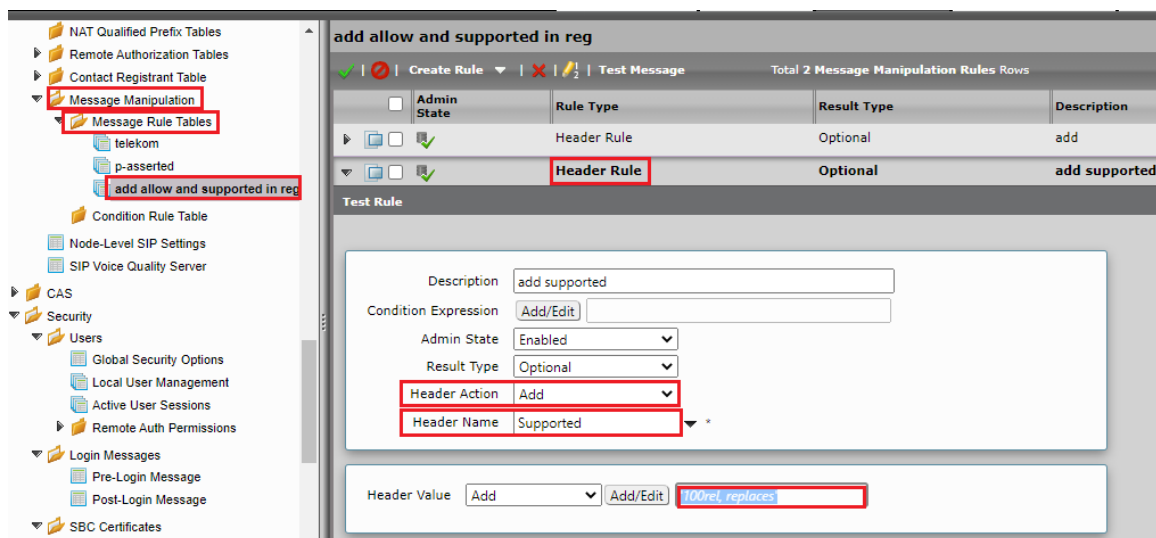 NAT Qualified Prefix Tables
Remote Authorization Tables
Contact Registrant Table
Message Manipulation
Message Rule Tables
telekom
p-asserted
add allow and supported in reg
Condition Rule Table
Node-Level SIP Settings
SIP Voice Quality Server
CAS
Security
Users
Global Security Options
Local User Management
Active User Sessions
Remote Auth Permissions
Login Messages
Pre-Login Message
Post-Login Message
SBC Certificates
add allow and supported in reg
| Create Rule | | Test Message Total 2 Message Manipulation Rules Rows
Admin State Rule Type Result Type Description
Header Rule Optional add
Header Rule Optional add supported
Test Rule
Description add supported
Condition Expression Add/Edit
Admin State Enabled
Result Type Optional
Header Action Add
Header Name Supported *
Header Value Add Add/Edit '100rel, replaces'